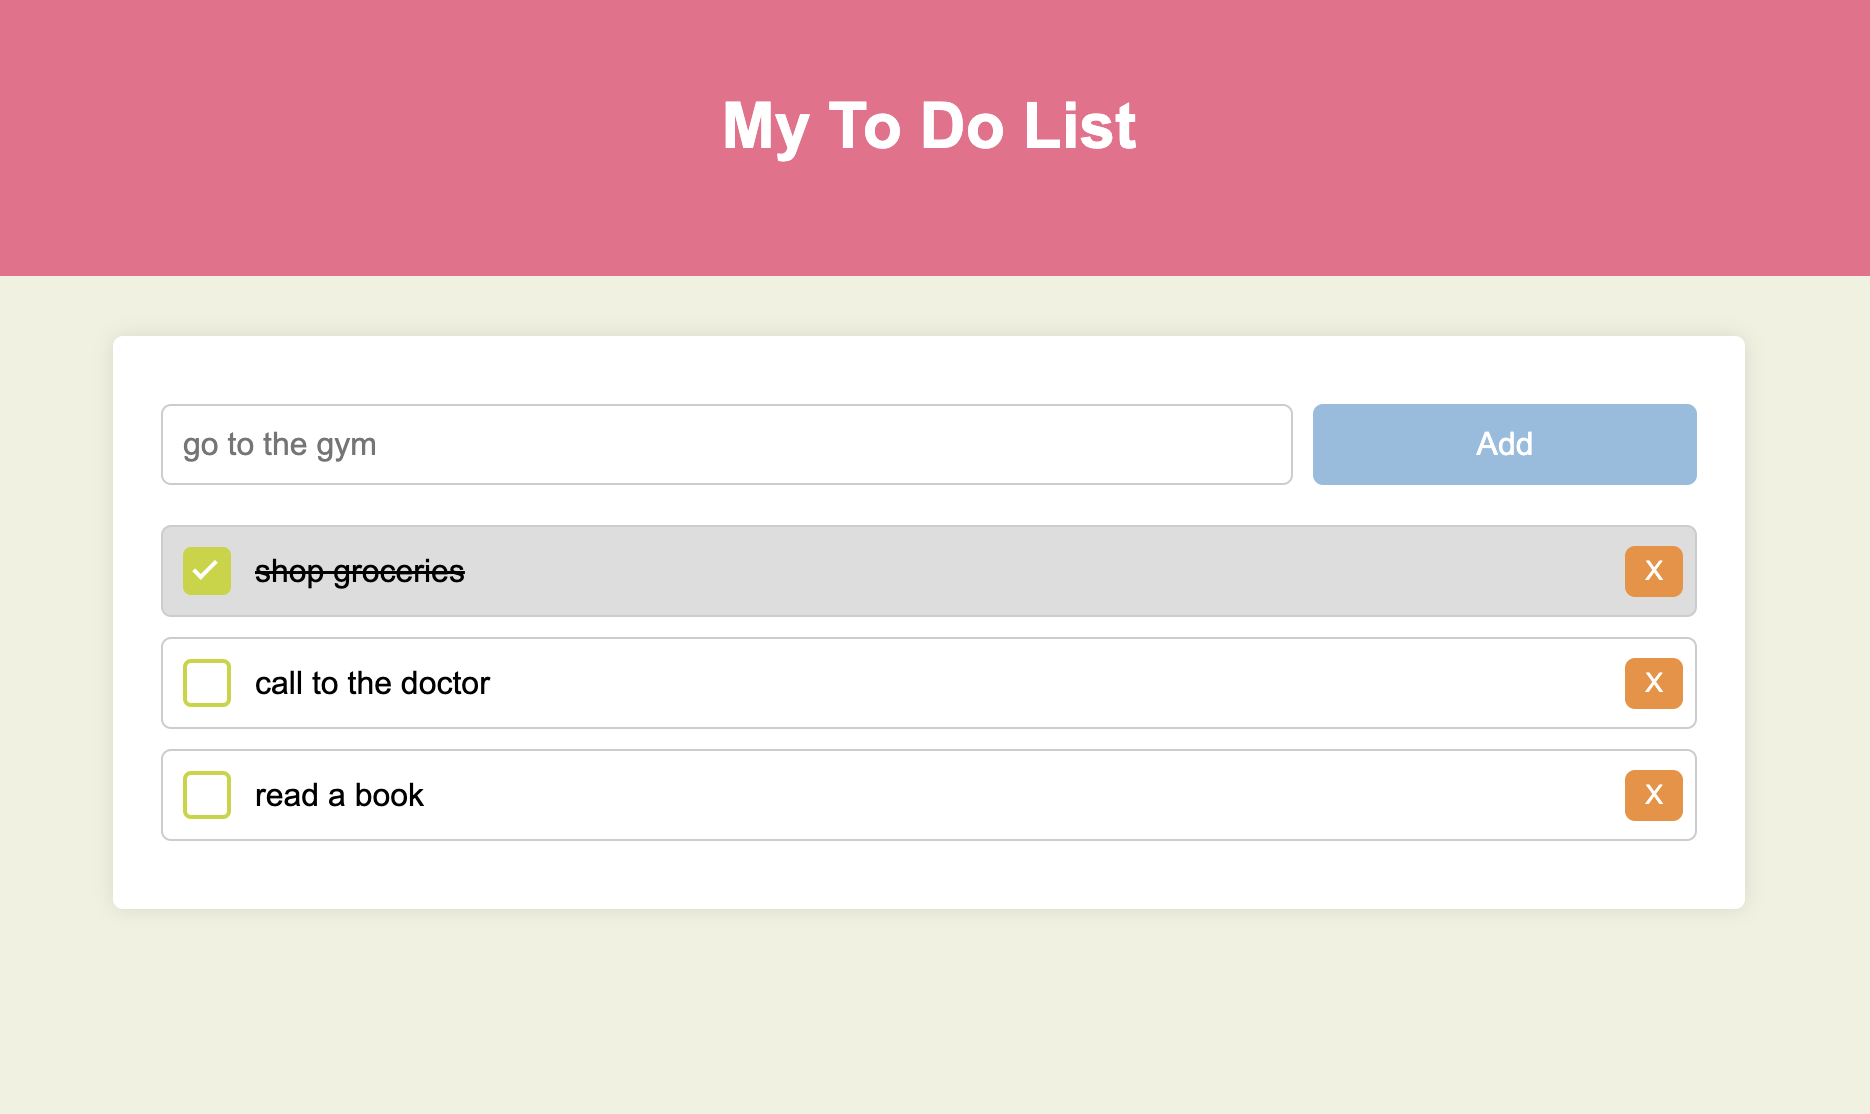 My To Do List
go to the gym
Add
shop groceries
X
call to the doctor
X
read a book
X